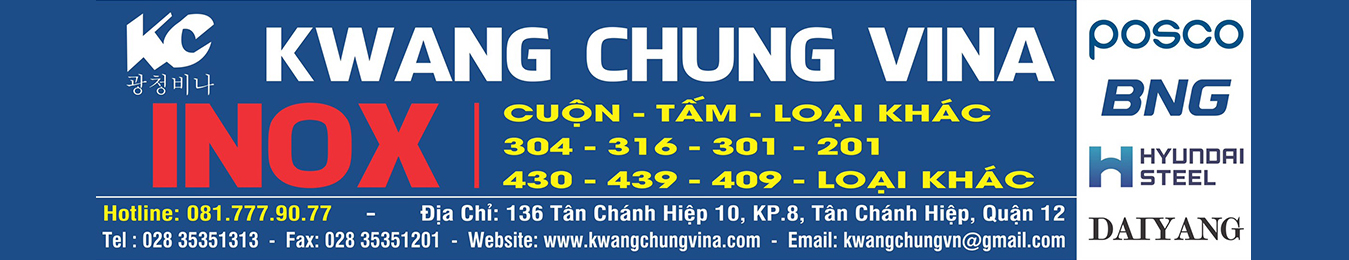 KC
광청비나
KWANG CHUNG VINA
INOX
CUỘN - TẤM - LOẠI KHÁC
304 - 316 - 301 - 201
430 - 439 - 409 - LOẠI KHÁC
Hotline: 081.777.90.77 - Địa Chỉ: 136 Tân Chánh Hiệp 10, KP.8, Tân Chánh Hiệp, Quận 12
Tel : 028 35351313 - Fax: 028 35351201 - Website: www.kwangchungvina.com - Email: kwangchungvn@gmail.com
posco
BNG
HYUNDAI
STEEL
DAIYANG